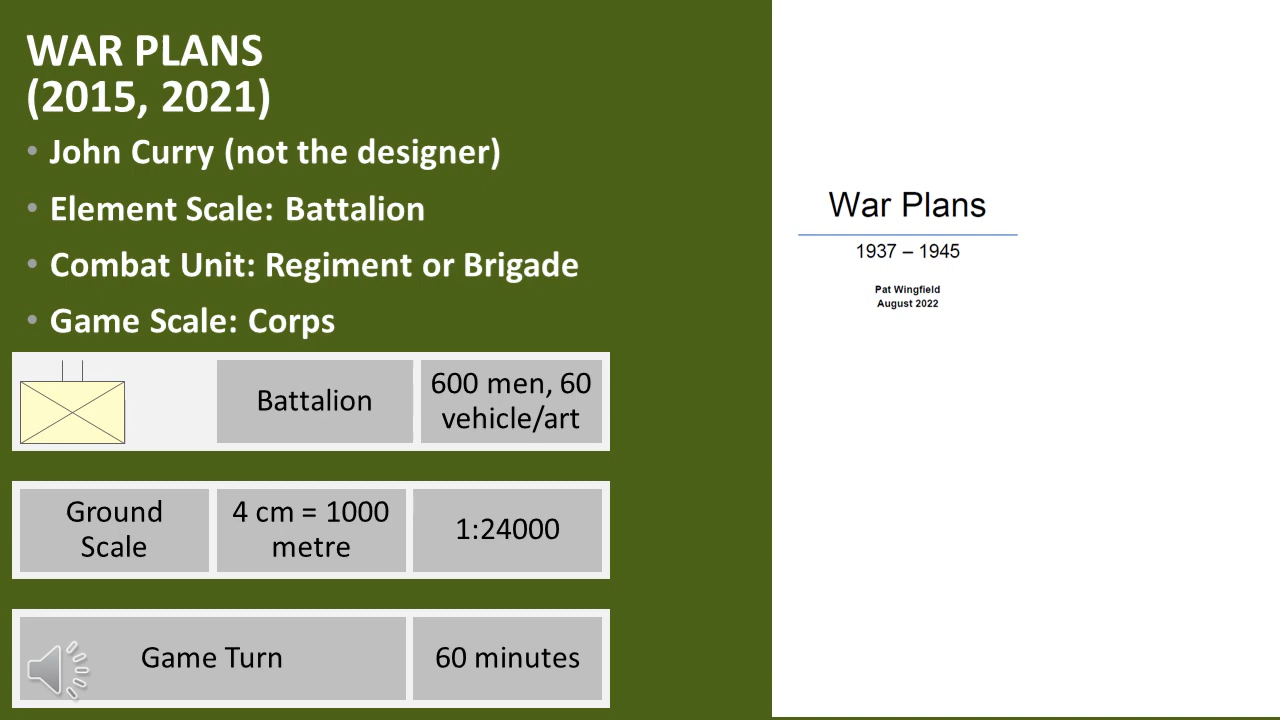 WAR PLANS
(2015, 2021)
• John Curry (not the designer)
• Element Scale: Battalion
• Combat Unit: Regiment or Brigade
• Game Scale: Corps
Battalion
600 men, 60
vehicle/art
Ground
Scale
4 cm = 1000
metre
1:24000
Game Turn
60 minutes
War Plans
1937 – 1945
Pat Wingfield
August 2022